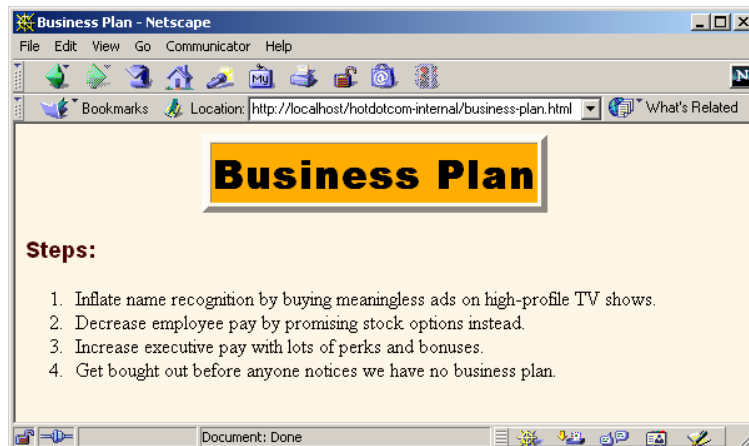 Business Plan - Netscape
File Edit View Go Communicator Help
My
N
Bookmarks Location: http://localhost/hotdotcom-internal/business-plan.html What's Related
Business Plan
Steps:
1. Inflate name recognition by buying meaningless ads on high-profile TV shows.
2. Decrease employee pay by promising stock options instead.
3. Increase executive pay with lots of perks and bonuses.
4. Get bought out before anyone notices we have no business plan.
Document: Done